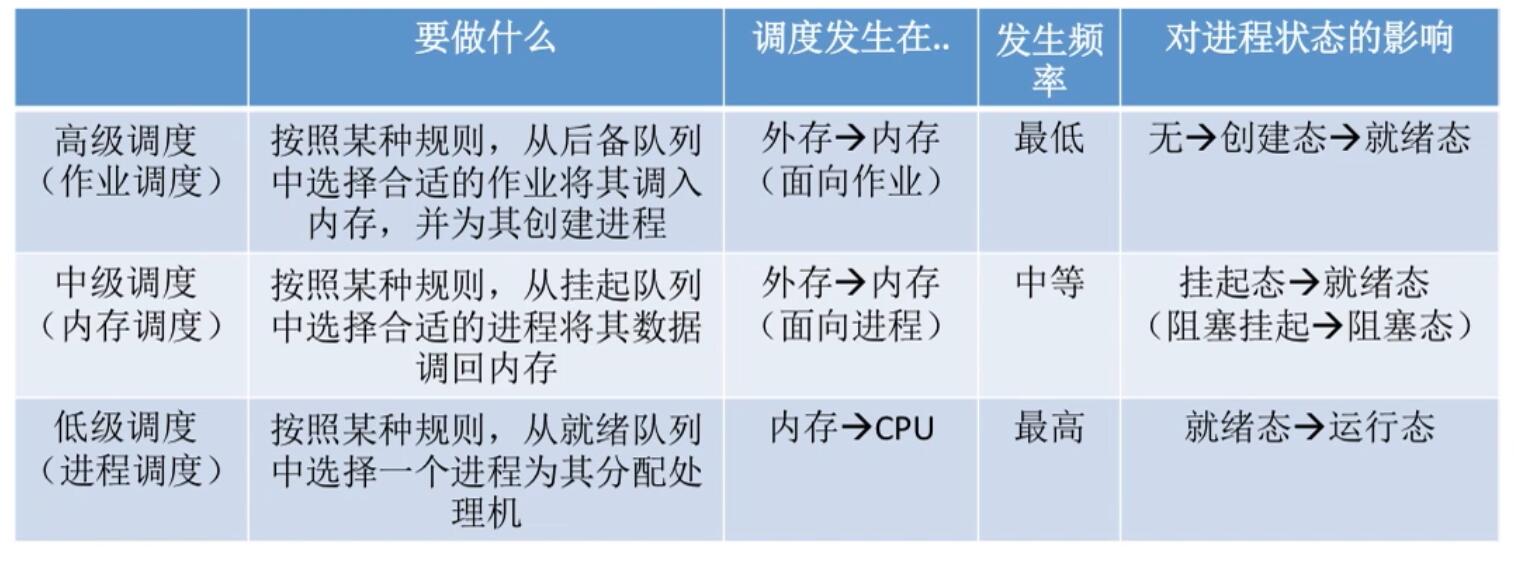 要做什么
调度发生在..
发生频
率
对进程状态的影响
高级调度
（作业调度）
按照某种规则，从后备队列
中选择合适的作业将其调入
内存，并为其创建进程
外存→内存
（面向作业）
最低
无→创建态→就绪态
中级调度
（内存调度）
按照某种规则，从挂起队列
中选择合适的进程将其数据
调回内存
外存→内存
（面向进程）
中等
挂起态→就绪态
（阻塞挂起→阻塞态）
低级调度
（进程调度）
按照某种规则，从就绪队列
中选择一个进程为其分配处
理机
内存→CPU
最高
就绪态→运行态